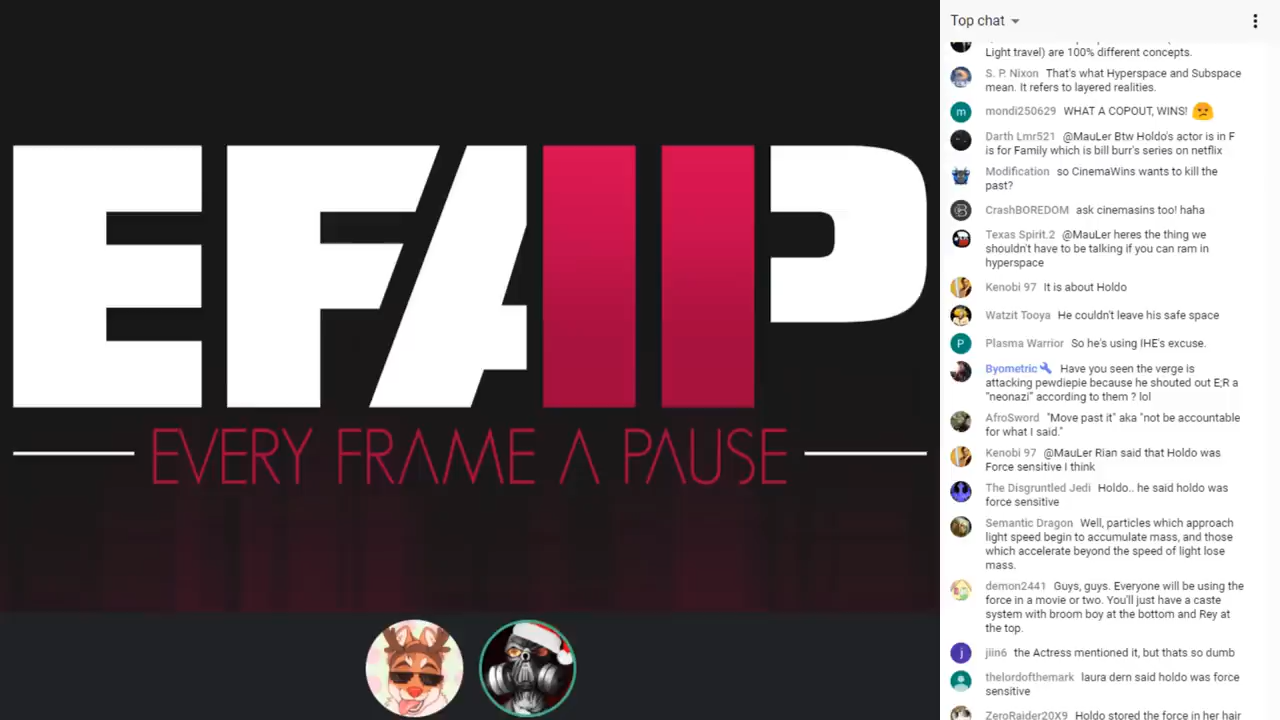 EFAP
EVERY FRAME A PAUSE
Top chat
Light travel) are 100% different concepts.
S. P. Nixon That's what Hyperspace and Subspace
mean. It refers to layered realities.
m
mondi250629 WHAT A COPOUT, WINS!
Darth Lmr521 @MauLer Btw Holdo's actor is in F
is for Family which is bill burr's series on netflix
Modification so CinemaWins wants to kill the
past?
CrashBOREDOM ask cinemasins too! haha
Texas Spirit.2 @MauLer heres the thing we
shouldn't have to be talking if you can ram in
hyperspace
Kenobi 97 It is about Holdo
Watzit Tooya He couldn't leave his safe space
P
Plasma Warrior So he's using IHE's excuse.
Byometric Have you seen the verge is
attacking pewdiepie because he shouted out E;R a
"neonazi" according to them ? lol
AfroSword "Move past it" aka "not be accountable
for what I said."
Kenobi 97 @MauLer Rian said that Holdo was
Force sensitive I think
The Disgruntled Jedi Holdo.. he said holdo was
force sensitive
Semantic Dragon Well, particles which approach
light speed begin to accumulate mass, and those
which accelerate beyond the speed of light lose
mass.
demon2441 Guys, guys. Everyone will be using the
force in a movie or two. You'll just have a caste
system with broom boy at the bottom and Rey at
the top.
j
jiin6 the Actress mentioned it, but thats so dumb
thelordofthemark laura dern said holdo was force
sensitive
ZeroRaider20X9 Holdo stored the force in her hair